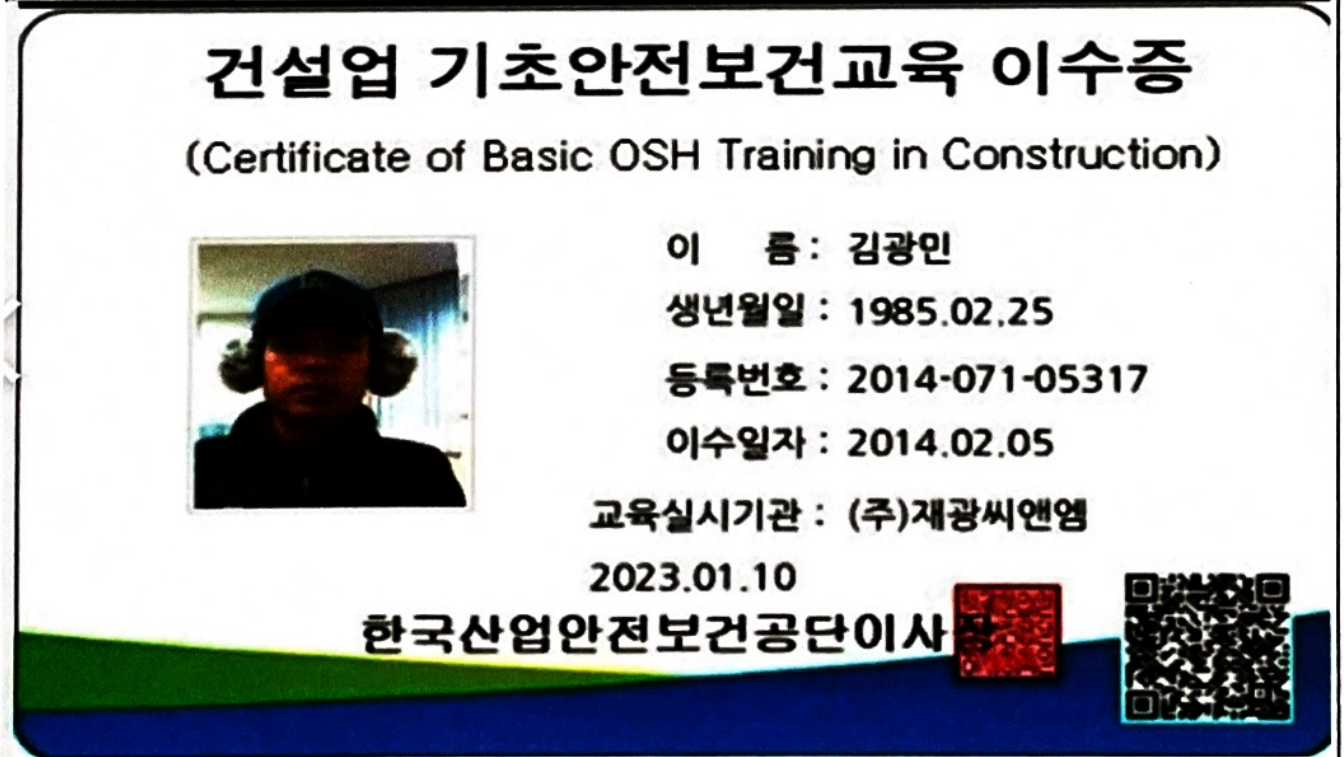 건설업 기초안전보건교육 이수증
(Certificate of Basic OSH Training in Construction)
이 름 : 김광민
생년월일 : 1985.02.25
등록번호 : 2014-071-05317
이수일자 : 2014.02.05
교육실시기관 : (주)재광씨앤엠
2023.01.10
한국산업안전보건공단이사장